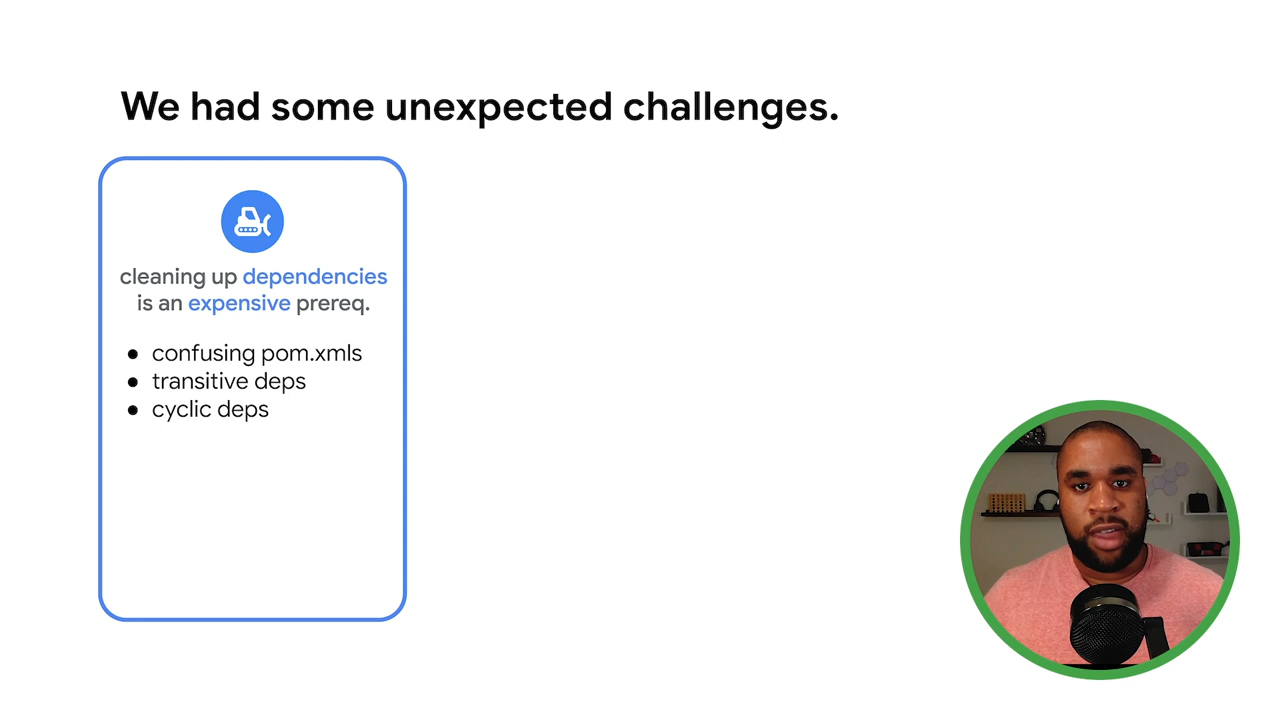 We had some unexpected challenges.
cleaning up dependencies
is an expensive prereq.
● confusing pom.xmls
● transitive deps
● cyclic deps